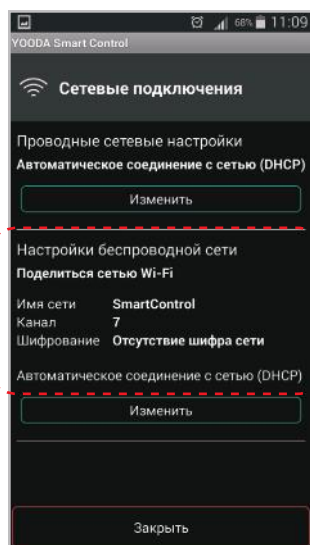 68% 11:09
YOODA Smart Control
Сетевые подключения
Проводные сетевые настройки
Автоматическое соединение с сетью (DHCP)
Изменить
Настройки беспроводной сети
Поделиться сетью Wi-Fi
Имя сети SmartControl
Канал 7
Шифрование Отсутствие шифра сети
Автоматическое соединение с сетью (DHCP)
Изменить
Закрыть